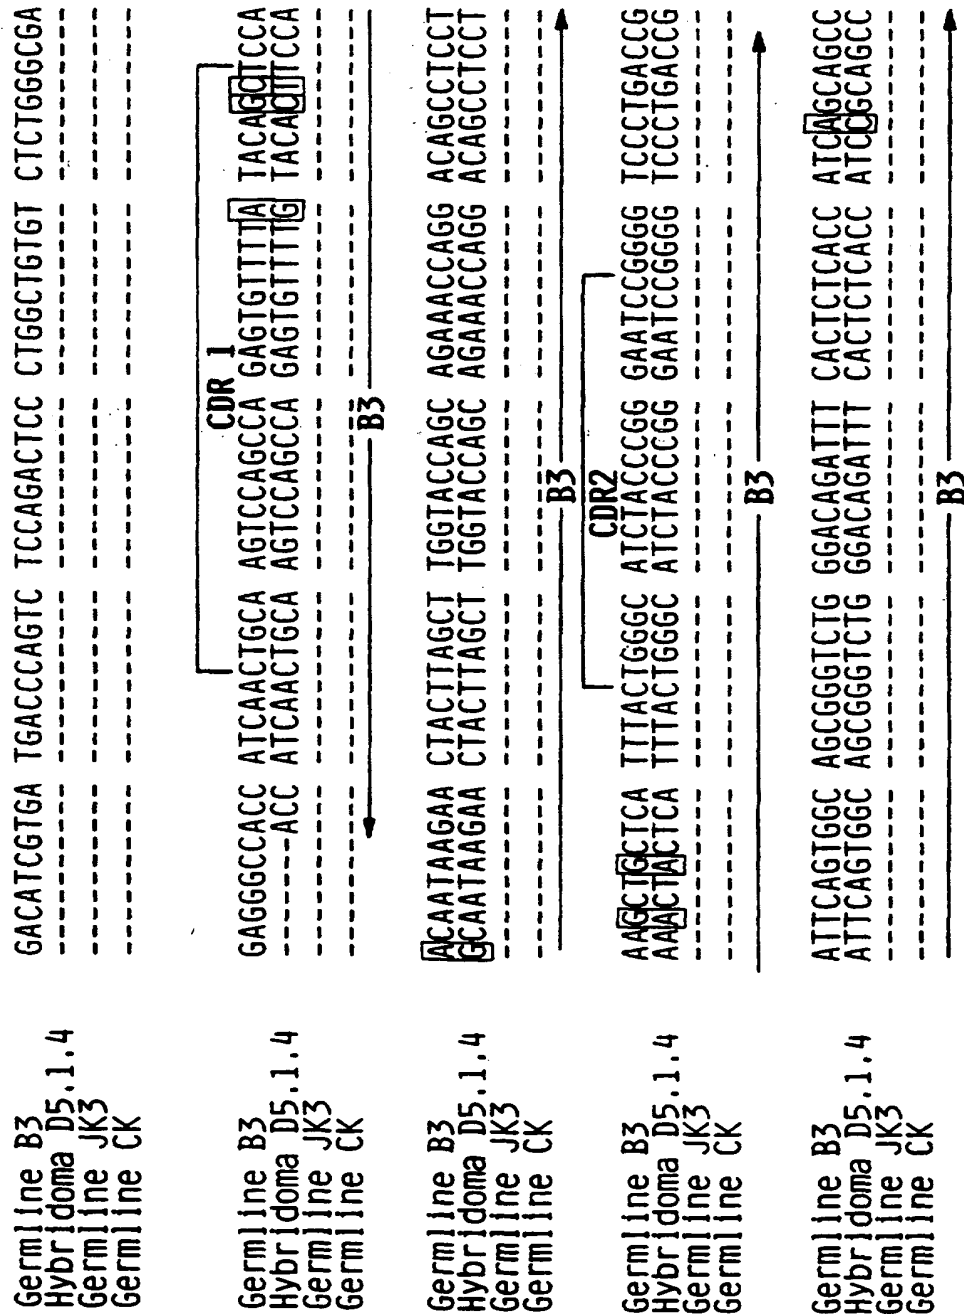 Germline B3 GACATCGTGA TGACCCAGTC TCCAGACTCC CTGGCTGTGT CTCTGGGCGA
Hybridoma D5.1.4 ---------- ---------- ---------- ---------- ----------
Germline JK3 ---------- ---------- ---------- ---------- ----------
Germline CK ---------- ---------- ---------- ---------- ----------
CDR 1
Germline B3 GAGGGCCACC ATCAACTGCA AGTCCAGCCA GAGTGTTTTA TACAGCTCCA
Hybridoma D5.1.4 -------ACC ATCAACTGCA AGTCCAGCCA GAGTGTTTTG TACACTTCCA
Germline JK3 ---------- ---------- ---------- ---------- ----------
Germline CK ---------- ---------- ---------- ---------- ----------
B3
Germline B3 ACAATAAGAA CTACTTAGCT TGGTACCAGC AGAAACCAGG ACAGCCTCCT
Hybridoma D5.1.4 GCAATAAGAA CTACTTAGCT TGGTACCAGC AGAAACCAGG ACAGCCTCCT
Germline JK3 ---------- ---------- ---------- ---------- ----------
Germline CK ---------- ---------- ---------- ---------- ----------
B3
CDR2
Germline B3 AAGCTGCTCA TTTACTGGGC ATCTACCCGG GAATCCGGGG TCCCTGACCG
Hybridoma D5.1.4 AAACTACTCA TTTACTGGGC ATCTACCCGG GAATCCGGGG TCCCTGACCG
Germline JK3 ---------- ---------- ---------- ---------- ----------
Germline CK ---------- ---------- ---------- ---------- ----------
B3
Germline B3 ATTCAGTGGC AGCGGGTCTG GGACAGATTT CACTCTCACC ATCAGCAGCC
Hybridoma D5.1.4 ATTCAGTGGC AGCGGGTCTG GGACAGATTT CACTCTCACC ATCCGCAGCC
Germline JK3 ---------- ---------- ---------- ---------- ----------
Germline CK ---------- ---------- ---------- ---------- ----------
B3